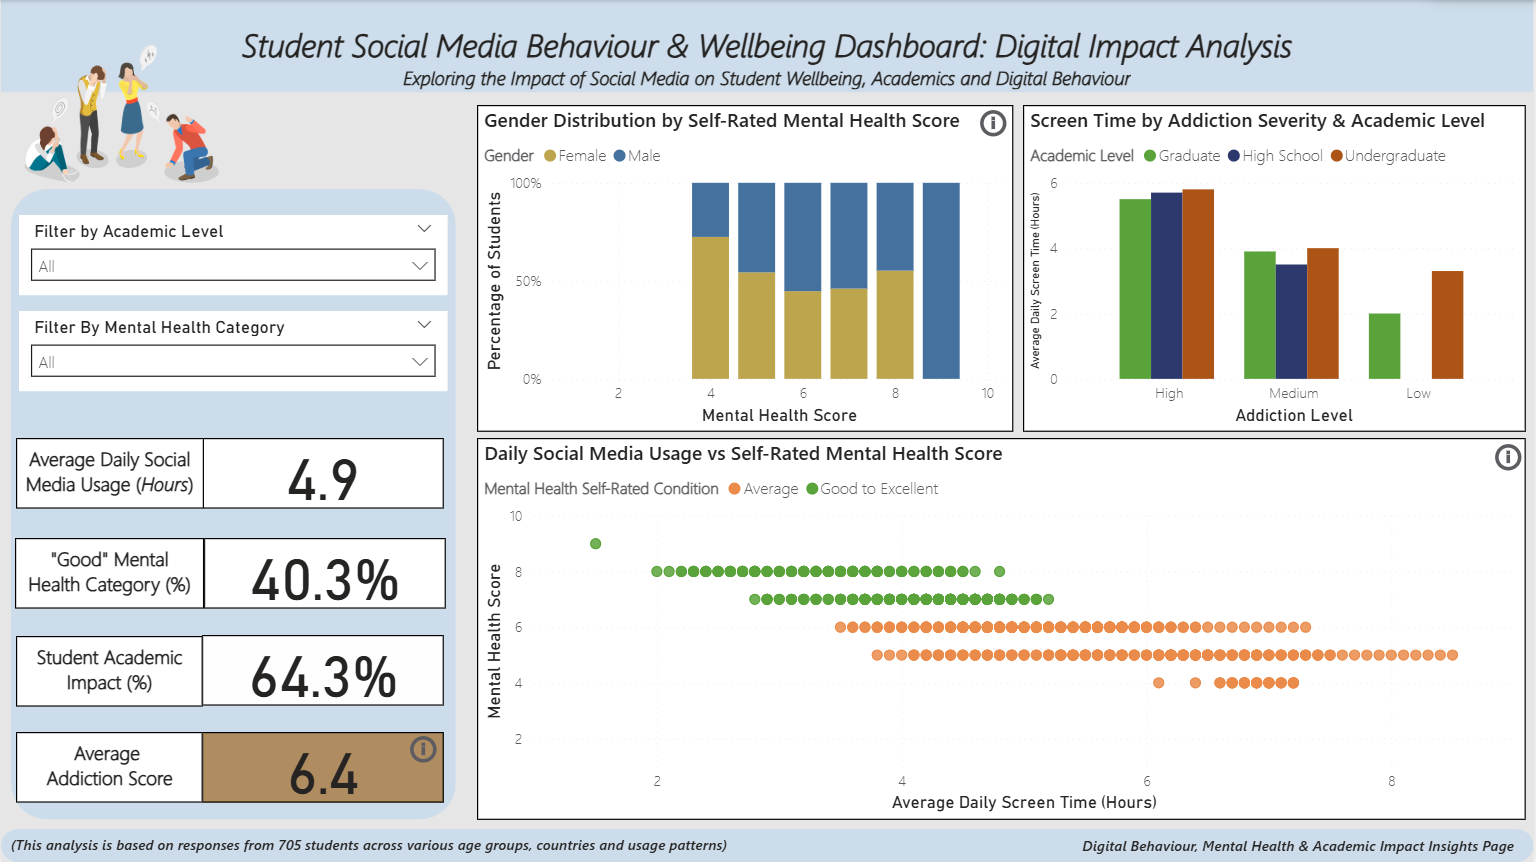 Student Social Media Behaviour & Wellbeing Dashboard: Digital Impact Analysis
Exploring the Impact of Social Media on Student Wellbeing, Academics and Digital Behaviour
Filter by Academic Level
All
Filter By Mental Health Category
All
Average Daily Social
Media Usage (Hours)
4.9
"Good" Mental
Health Category (%)
40.3%
Student Academic
Impact (%)
64.3%
Average
Addiction Score
6.4
Gender Distribution by Self-Rated Mental Health Score
Gender Female Male
Percentage of Students
100%
50%
0%
2 4 6 8 10
Mental Health Score
Screen Time by Addiction Severity & Academic Level
Academic Level Graduate High School Undergraduate
Average Daily Screen Time (Hours)
6
4
2
0
High Medium Low
Addiction Level
Daily Social Media Usage vs Self-Rated Mental Health Score
Mental Health Self-Rated Condition Average Good to Excellent
Mental Health Score
10
8
6
4
2
2 4 6 8
Average Daily Screen Time (Hours)
(This analysis is based on responses from 705 students across various age groups, countries and usage patterns)
Digital Behaviour, Mental Health & Academic Impact Insights Page